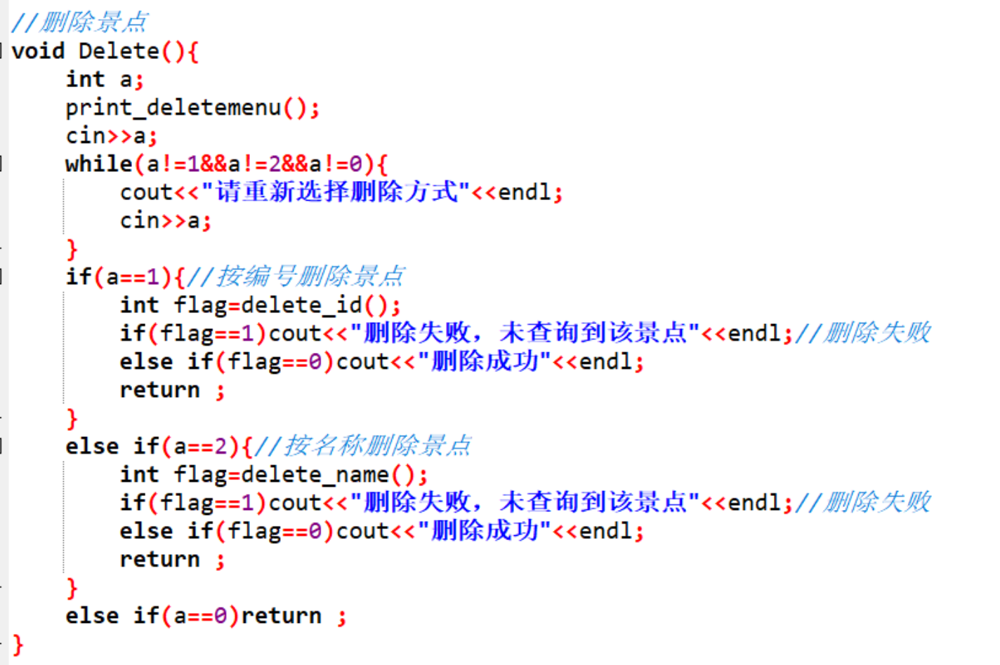 //删除景点
void Delete(){
    int a;
    print_deletemenu();
    cin>>a;
    while(a!=1&&a!=2&&a!=0){
        cout<<"请重新选择删除方式"<<endl;
        cin>>a;
    }
    if(a==1){//按编号删除景点
        int flag=delete_id();
        if(flag==1)cout<<"删除失败，未查询到该景点"<<endl;//删除失败
        else if(flag==0)cout<<"删除成功"<<endl;
        return ;
    }
    else if(a==2){//按名称删除景点
        int flag=delete_name();
        if(flag==1)cout<<"删除失败，未查询到该景点"<<endl;//删除失败
        else if(flag==0)cout<<"删除成功"<<endl;
        return ;
    }
    else if(a==0)return ;
}